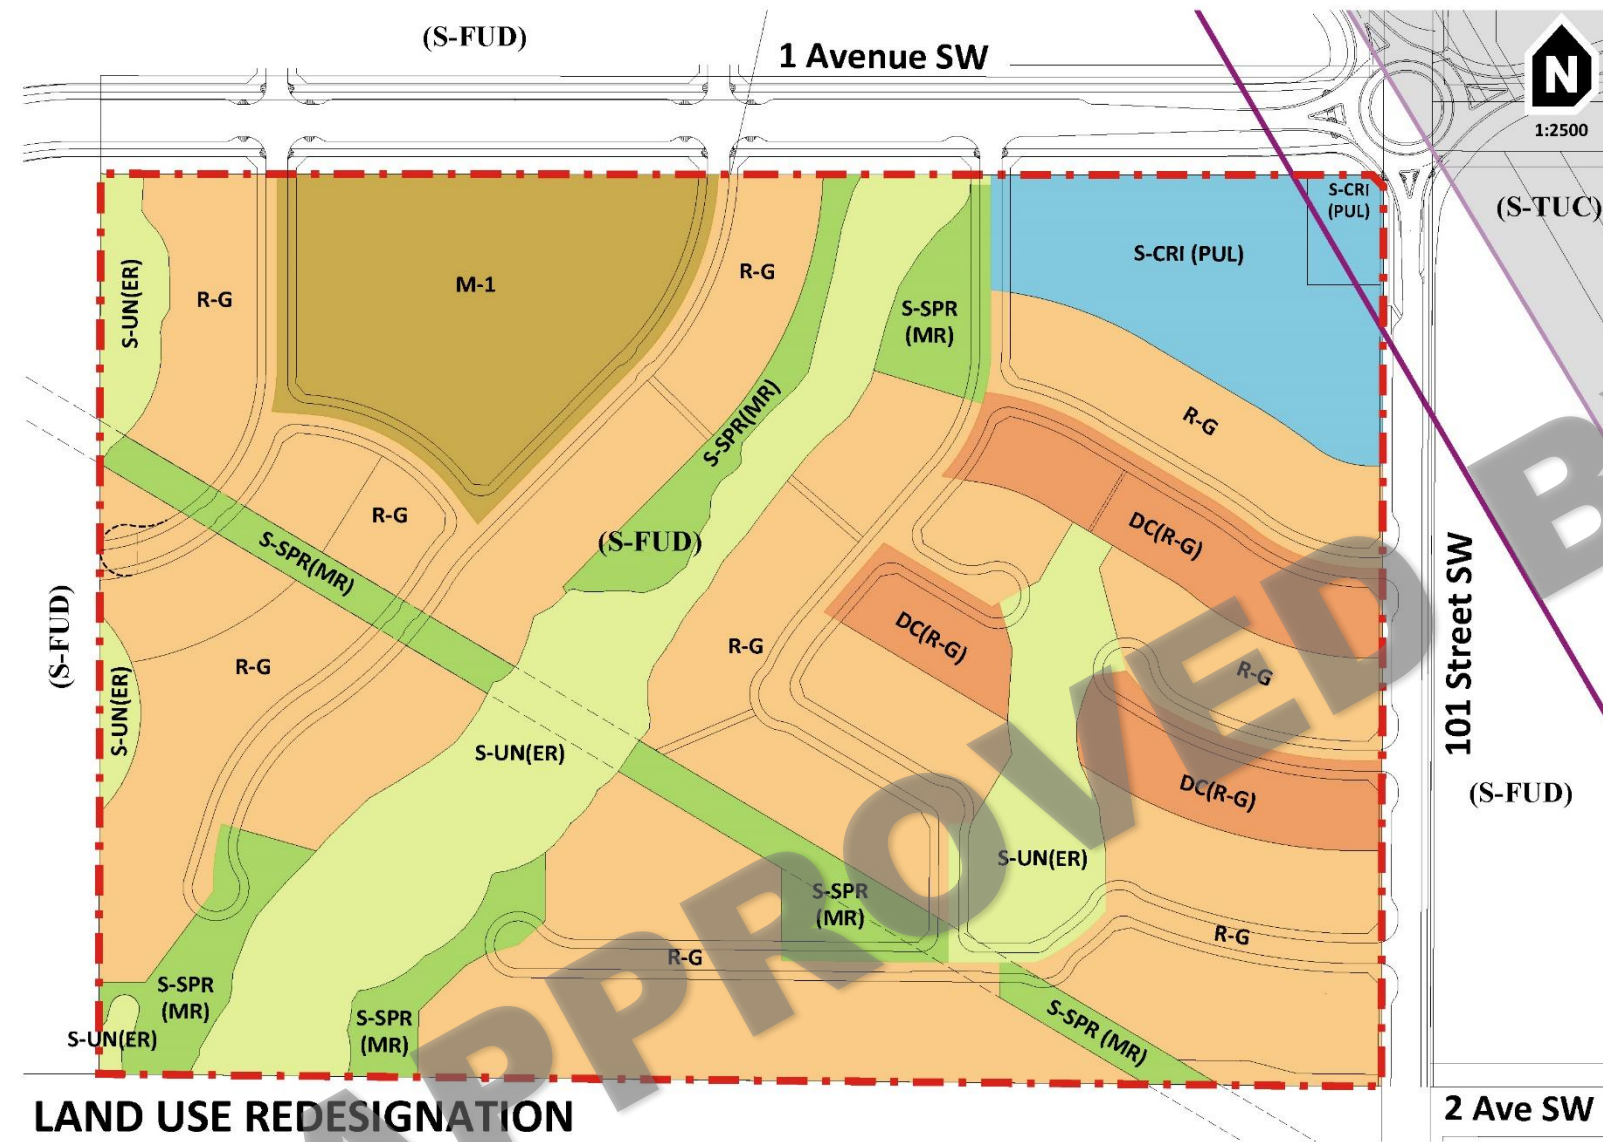 (S-FUD)
1 Avenue SW
N
1:2500
S-CRI
(PUL)
(S-TUC)
S-CRI (PUL)
S-UN(ER)
R-G
M-1
R-G
S-SPR
(MR)
S-SPR(MR)
R-G
R-G
S-SPR(MR)
(S-FUD)
DC(R-G)
(S-FUD)
101 Street SW
R-G
S-UN(ER)
R-G
DC(R-G)
R-G
S-UN(ER)
DC(R-G)
(S-FUD)
S-UN(ER)
S-SPR
(MR)
R-G
R-G
S-SPR
(MR)
S-SPR
(MR)
S-SPR (MR)
S-UN(ER)
APPROVED B
LAND USE REDESIGNATION
2 Ave SW